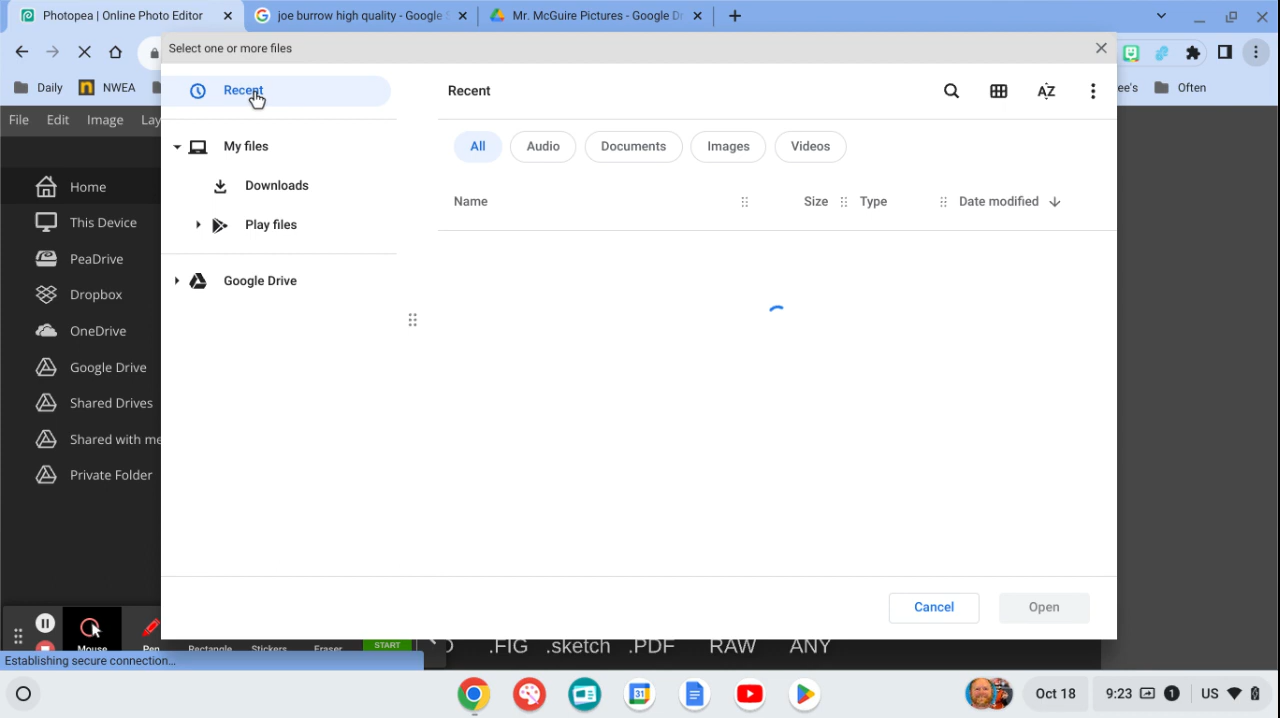 Photopea | Online Photo Editor
joe burrow high quality - Google S
Mr. McGuire Pictures - Google Dr
Select one or more files
Daily
NWEA
ee's
Often
Recent
Recent
File Edit Image Lay
My files
All
Audio
Documents
Images
Videos
Home
Downloads
Name
Size
Type
Date modified
This Device
Play files
PeaDrive
Google Drive
Dropbox
OneDrive
Google Drive
Shared Drives
Shared with me
Private Folder
Cancel
Open
Mouse
Pen
Rectangle
Stickers
Eraser
START
.FIG .sketch .PDF RAW ANY
Establishing secure connection...
31
Oct 18
9:23
1
US